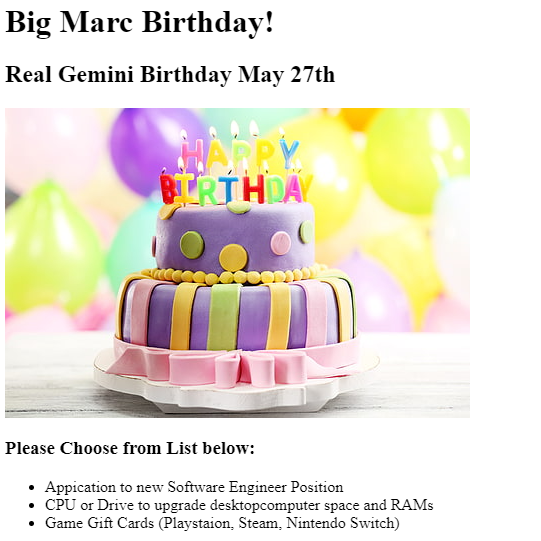 Big Marc Birthday!
Real Gemini Birthday May 27th
HAPPY
BIRTHDAY
Please Choose from List below:
Appication to new Software Engineer Position
CPU or Drive to upgrade desktopcomputer space and RAMs
Game Gift Cards (Playstaion, Steam, Nintendo Switch)